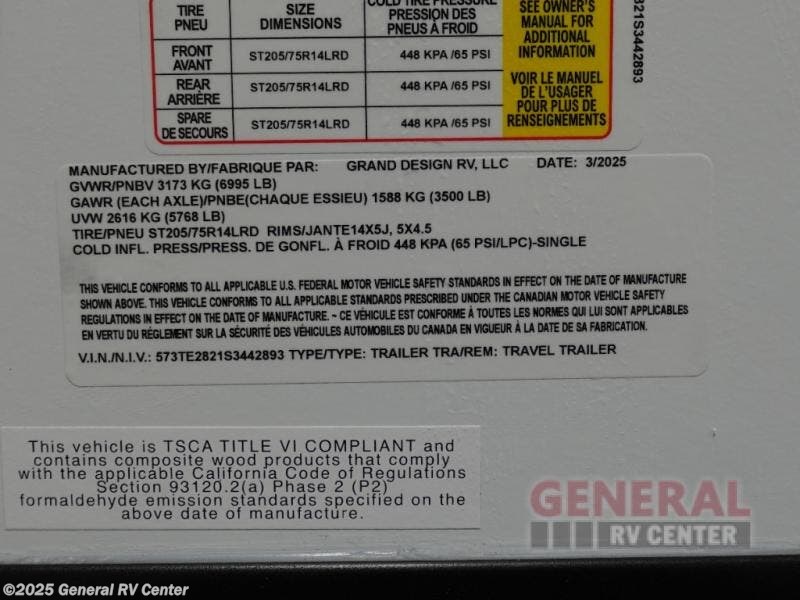 TIRE SIZE COLD TIRE PRESSURE SEE OWNER'S
PNEU DIMENSIONS PRESSION DES MANUAL FOR
PNEUS À FROID ADDITIONAL
INFORMATION
FRONT ST205/75R14LRD 448 KPA /65 PSI
AVANT
REAR ST205/75R14LRD 448 KPA /65 PSI
ARRIÈRE
SPARE ST205/75R14LRD 448 KPA /65 PSI
DE SECOURS
VOIR LE MANUEL
DE L'USAGER
POUR PLUS DE
RENSEIGNEMENTS
821S3442893
MANUFACTURED BY/FABRIQUE PAR: GRAND DESIGN RV, LLC DATE: 3/2025
GVWR/PNBV 3173 KG (6995 LB)
GAWR (EACH AXLE)/PNBE(CHAQUE ESSIEU) 1588 KG (3500 LB)
UVW 2616 KG (5768 LB)
TIRE/PNEU ST205/75R14LRD RIMS/JANTE14X5J, 5X4.5
COLD INFL. PRESS/PRESS. DE GONFL. À FROID 448 KPA (65 PSI/LPC)-SINGLE
THIS VEHICLE CONFORMS TO ALL APPLICABLE U.S. FEDERAL MOTOR VEHICLE SAFETY STANDARDS IN EFFECT ON THE DATE OF MANUFACTURE
SHOWN ABOVE. THIS VEHICLE CONFORMS TO ALL APPLICABLE STANDARDS PRESCRIBED UNDER THE CANADIAN MOTOR VEHICLE SAFETY
REGULATIONS IN EFFECT ON THE DATE OF MANUFACTURE. ~ CE VÉHICULE EST CONFORME À TOUTES LES NORMES QUI LUI SONT APPLICABLES
EN VERTU DU RÈGLEMENT SUR LA SÉCURITÉ DES VÉHICULES AUTOMOBILES DU CANADA EN VIGUEUR À LA DATE DE SA FABRICATION.
V.I.N./N.I.V.: 573TE2821S3442893 TYPE/TYPE: TRAILER TRA/REM: TRAVEL TRAILER
This vehicle is TSCA TITLE VI COMPLIANT and
contains composite wood products that comply
with the applicable California Code of Regulations
Section 93120.2(a) Phase 2 (P2)
formaldehyde emission standards specified on the
above date of manufacture.
GENERAL
RV CENTER
©2025 General RV Center